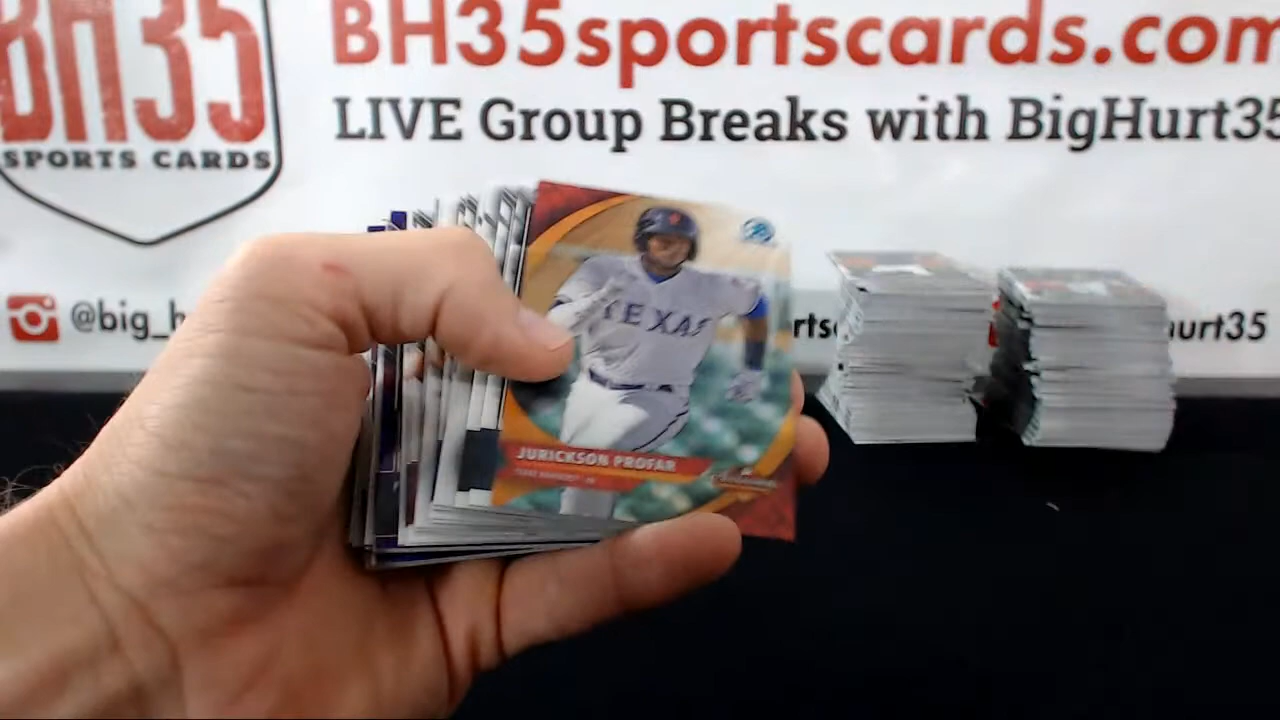 BH35
SPORTS CARDS
BH35sportscards.com
LIVE Group Breaks with BigHurt35
@big_h
rts
urt35
TEXAS
JURICKSON PROFAR